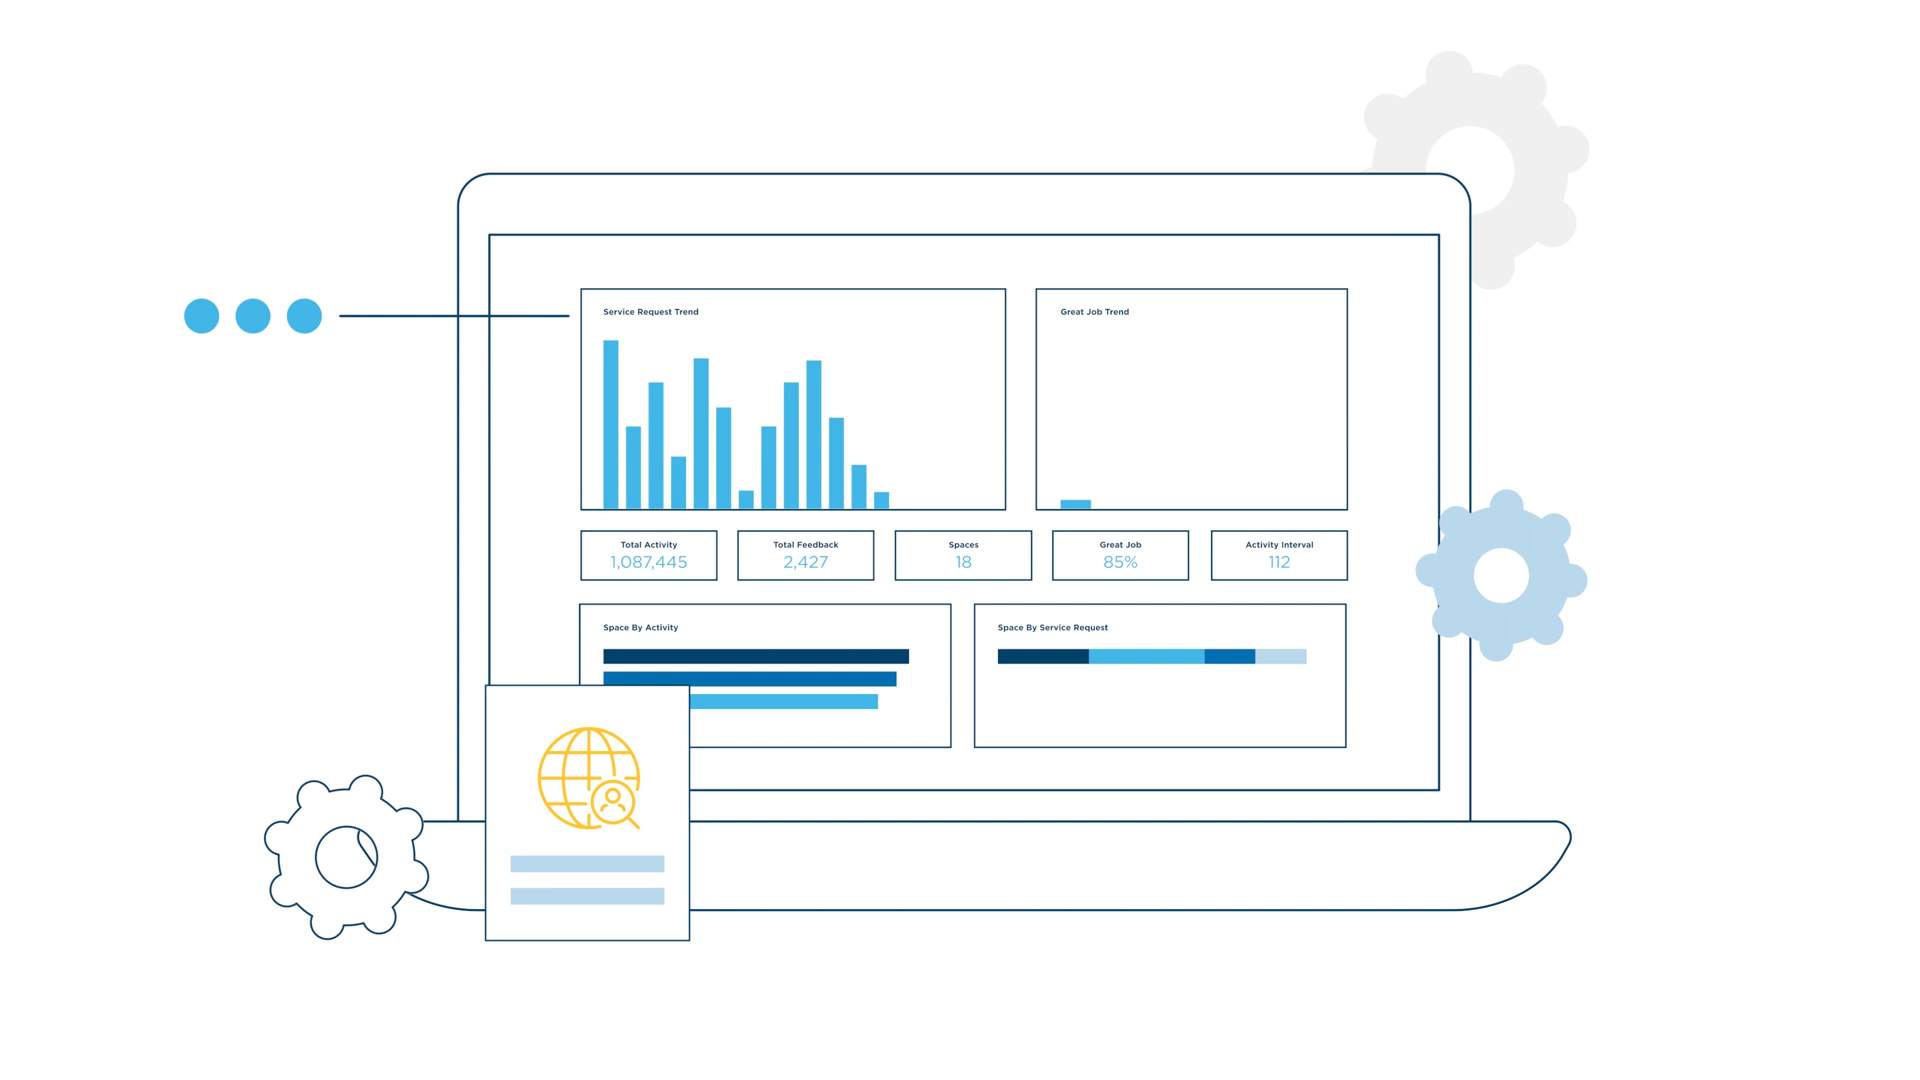 Service Request Trend
Great Job Trend
Total Activity
1,087,445
Total Feedback
2,427
Spaces
18
Great Job
85%
Activity Interval
112
Space By Activity
Space By Service Request